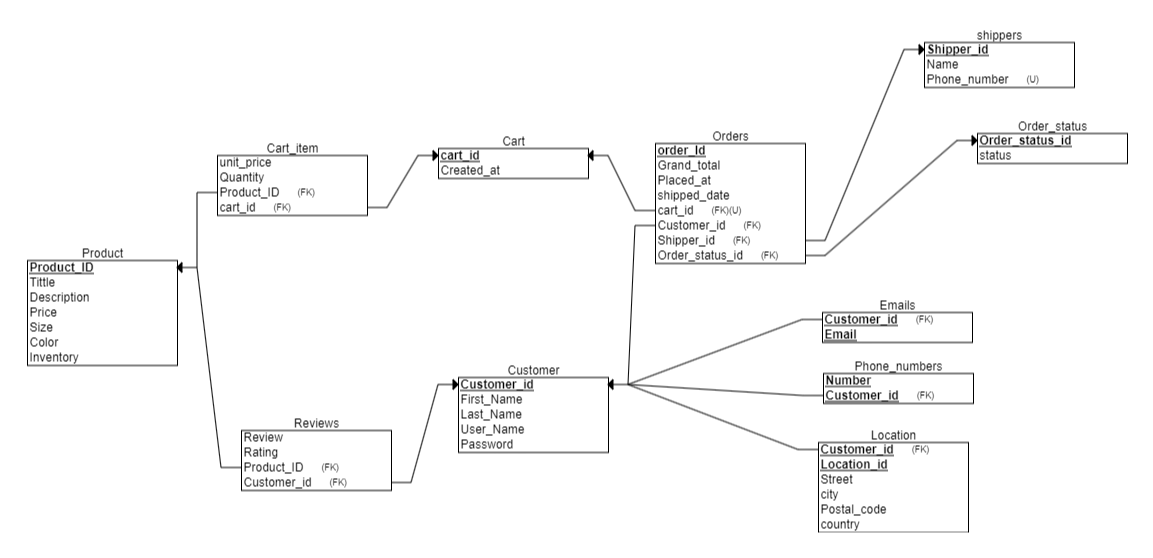 shippers
Shipper_id
Name
Phone_number (U)
Order_status
Order_status_id
status
Orders
order_Id
Grand_total
Placed_at
shipped_date
cart_id (FK)(U)
Customer_id (FK)
Shipper_id (FK)
Order_status_id (FK)
Cart
cart_id
Created_at
Cart_item
unit_price
Quantity
Product_ID (FK)
cart_id (FK)
Product
Product_ID
Tittle
Description
Price
Size
Color
Inventory
Emails
Customer_id (FK)
Email
Phone_numbers
Number
Customer_id (FK)
Customer
Customer_id
First_Name
Last_Name
User_Name
Password
Reviews
Review
Rating
Product_ID (FK)
Customer_id (FK)
Location
Customer_id (FK)
Location_id
Street
city
Postal_code
country